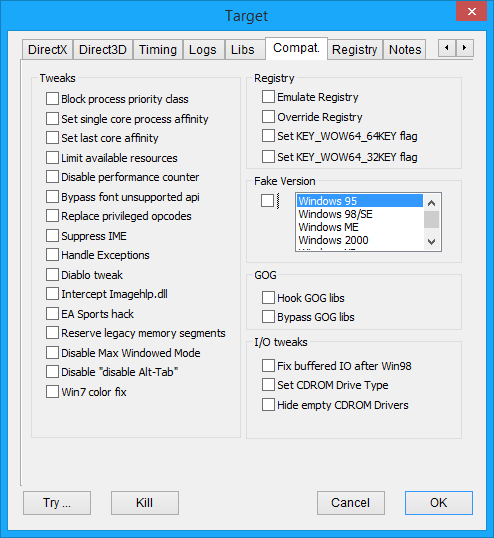 Target
DirectX Direct3D Timing Logs Libs Compat. Registry Notes
Tweaks
Block process priority class
Set single core process affinity
Set last core affinity
Limit available resources
Disable performance counter
Bypass font unsupported api
Replace privileged opcodes
Suppress IME
Handle Exceptions
Diablo tweak
Intercept Imagehlp.dll
EA Sports hack
Reserve legacy memory segments
Disable Max Windowed Mode
Disable "disable Alt-Tab"
Win7 color fix
Registry
Emulate Registry
Override Registry
Set KEY_WOW64_64KEY flag
Set KEY_WOW64_32KEY flag
Fake Version
Windows 95
Windows 98/SE
Windows ME
Windows 2000
GOG
Hook GOG libs
Bypass GOG libs
I/O tweaks
Fix buffered IO after Win98
Set CDROM Drive Type
Hide empty CDROM Drivers
Try ... Kill Cancel OK